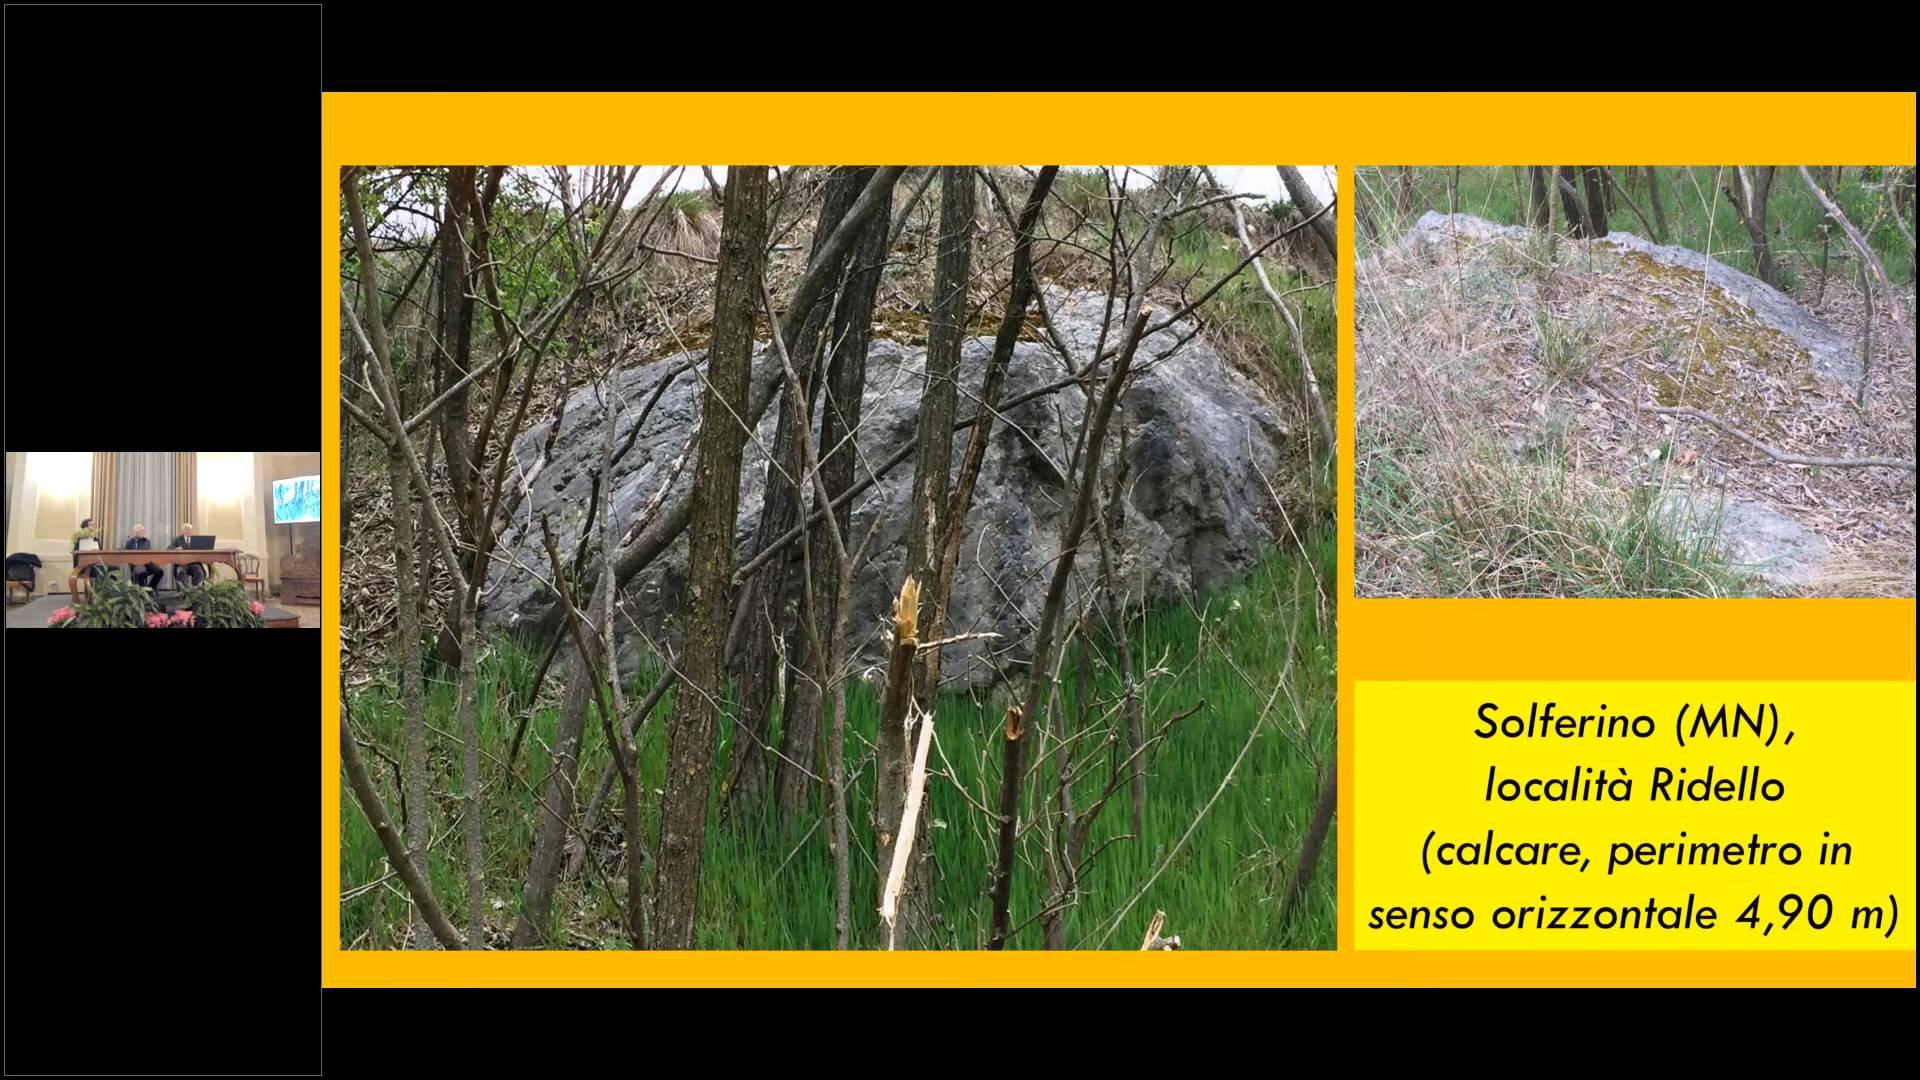 Solferino (MN),
località Ridello
(calcare, perimetro in
senso orizzontale 4,90 m)